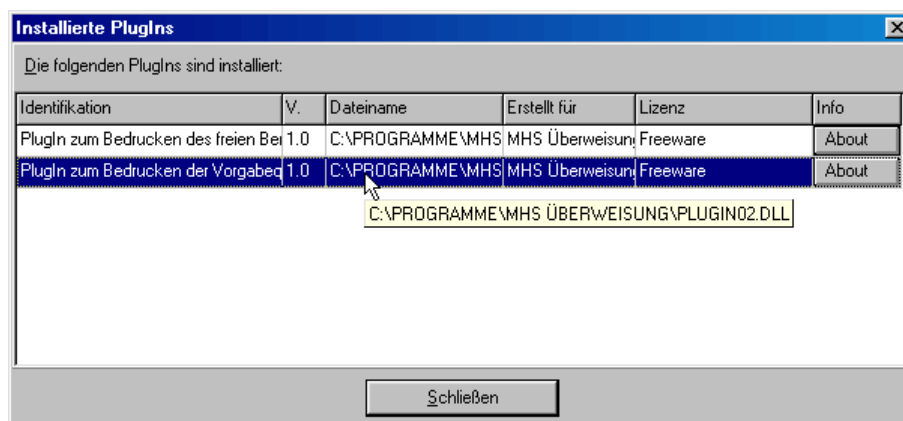 Installierte PlugIns
Die folgenden PlugIns sind installiert:
Identifikation V. Dateiname Erstellt für Lizenz Info
PlugIn zum Bedrucken des freien Ber 1.0 C:\PROGRAMME\MHS MHS Überweisung Freeware About
PlugIn zum Bedrucken der Vorgabeq 1.0 C:\PROGRAMME\MHS MHS Überweisung Freeware About
C:\PROGRAMME\MHS ÜBERWEISUNG\PLUGIN02.DLL
Schließen